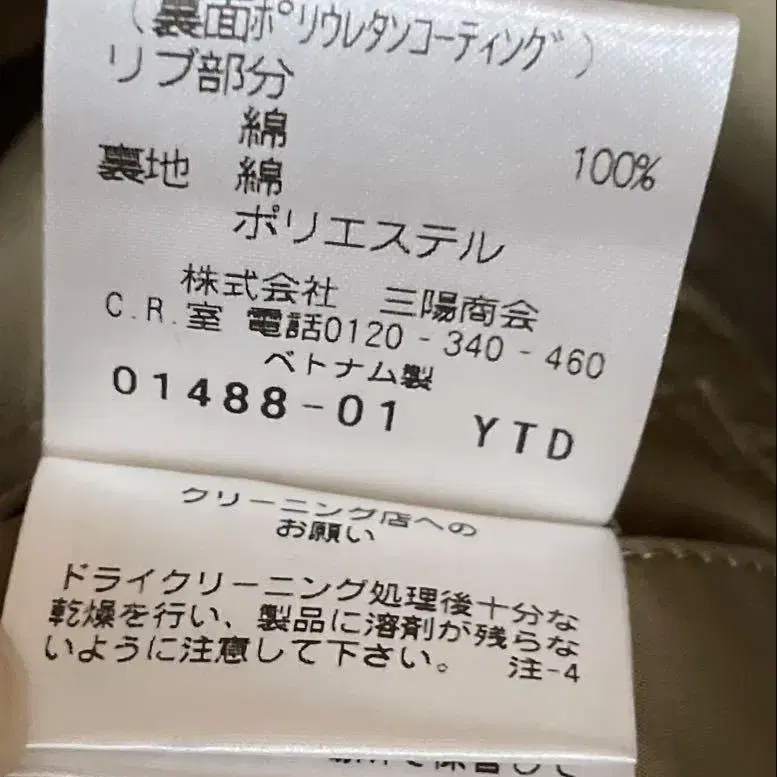 (裏面ポリウレタンコーティング)
リブ部分
綿 100%
裏地 綿
ポリエステル
株式会社 三陽商会
C.R.室 電話0120-340-460
ベトナム製
01488-01 YTD
クリーニング店への
お願い
ドライクリーニング処理後十分な
乾燥を行い、製品に溶剤が残らな
いように注意して下さい。 注-4